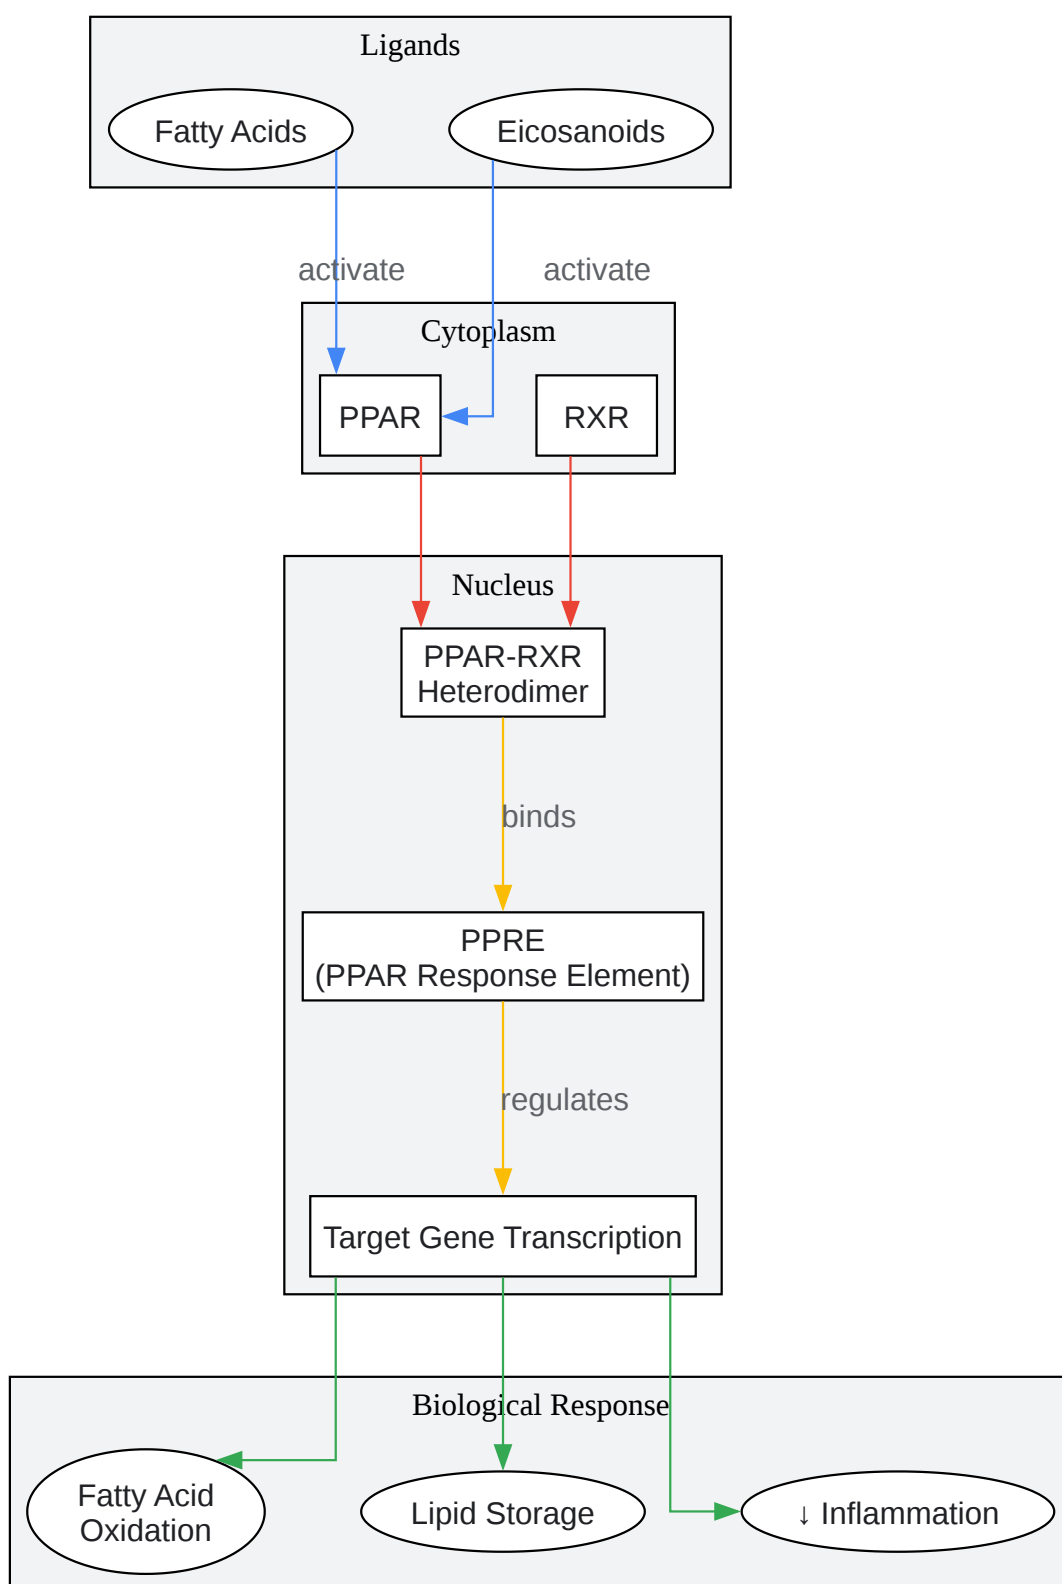 Ligands
Fatty Acids
Eicosanoids
activate
activate
Cytoplasm
PPAR
RXR
Nucleus
PPAR-RXR
Heterodimer
binds
PPRE
(PPAR Response Element)
regulates
Target Gene Transcription
Biological Response
Fatty Acid
Oxidation
Lipid Storage
↓ Inflammation